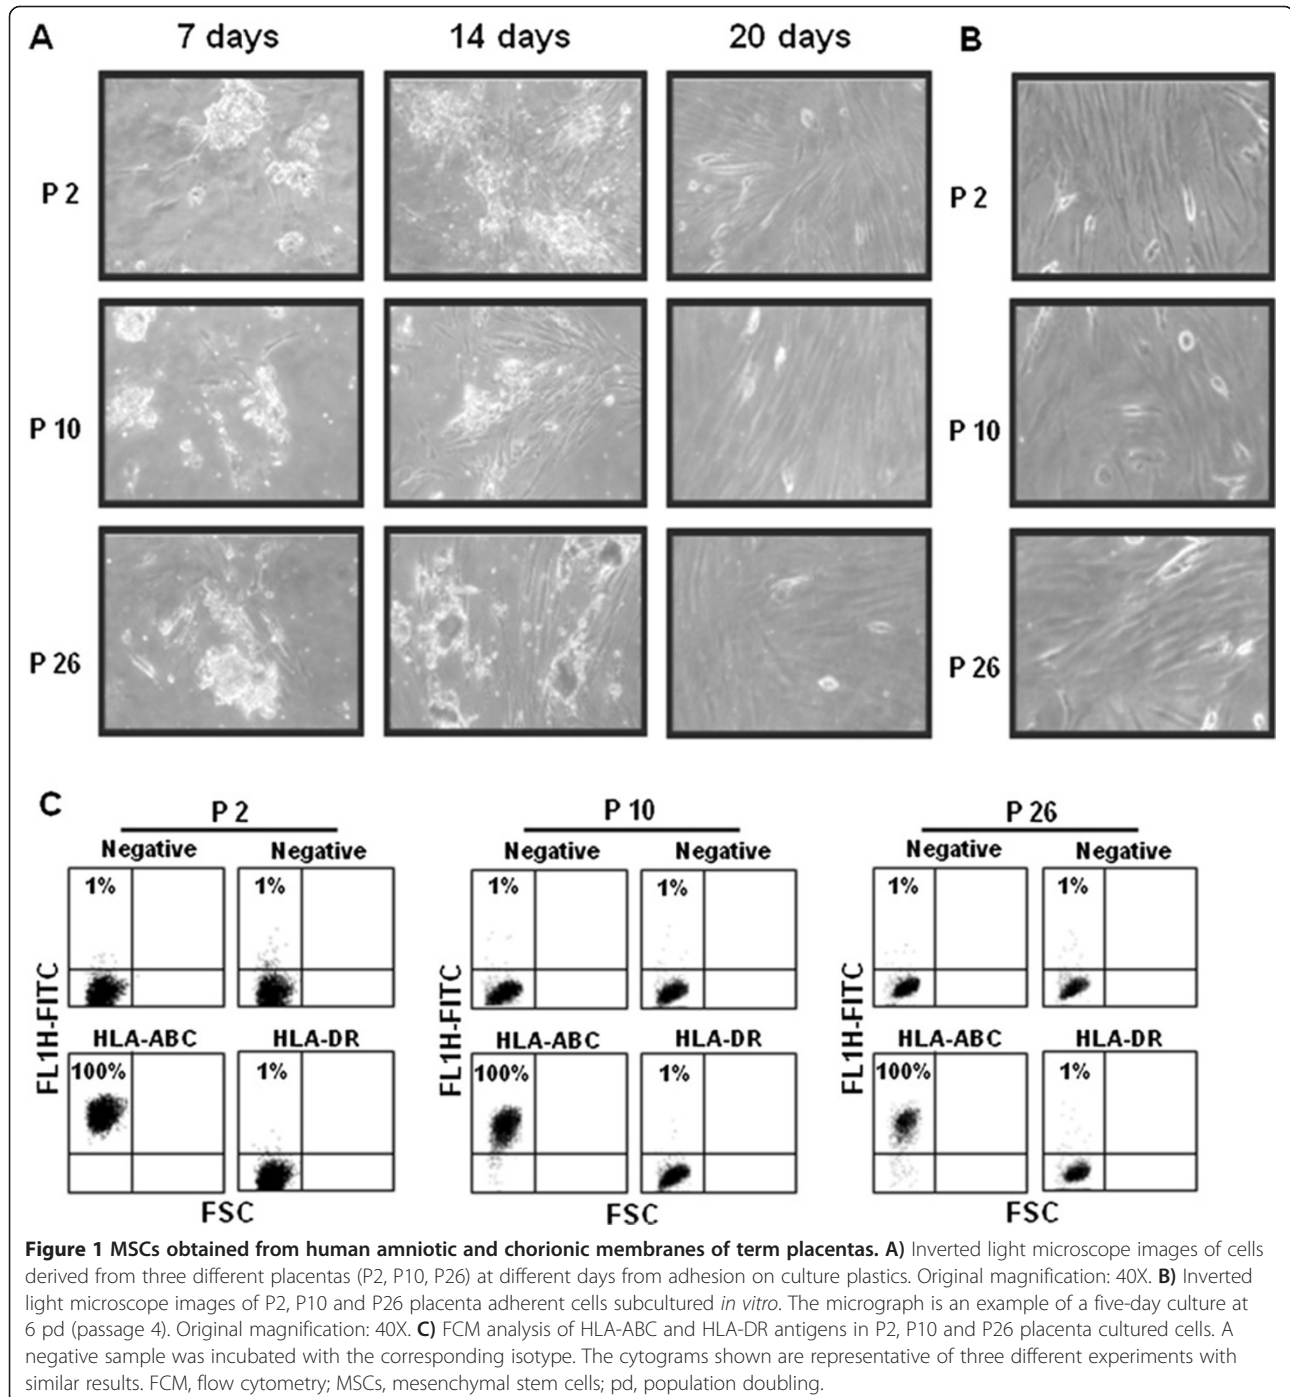 A 7 days 14 days 20 days B
P 2 P 2
P 10 P 10
P 26 P 26
C P 2 P 10 P 26
Negative Negative Negative Negative Negative Negative
1% 1% 1% 1% 1% 1%
FL1H-FITC FL1H-FITC FL1H-FITC
HLA-ABC HLA-DR HLA-ABC HLA-DR HLA-ABC HLA-DR
100% 1% 100% 1% 100% 1%
FSC FSC FSC
Figure 1 MSCs obtained from human amniotic and chorionic membranes of term placentas. A) Inverted light microscope images of cells
derived from three different placentas (P2, P10, P26) at different days from adhesion on culture plastics. Original magnification: 40X. B) Inverted
light microscope images of P2, P10 and P26 placenta adherent cells subcultured in vitro. The micrograph is an example of a five-day culture at
6 pd (passage 4). Original magnification: 40X. C) FCM analysis of HLA-ABC and HLA-DR antigens in P2, P10 and P26 placenta cultured cells. A
negative sample was incubated with the corresponding isotype. The cytograms shown are representative of three different experiments with
similar results. FCM, flow cytometry; MSCs, mesenchymal stem cells; pd, population doubling.